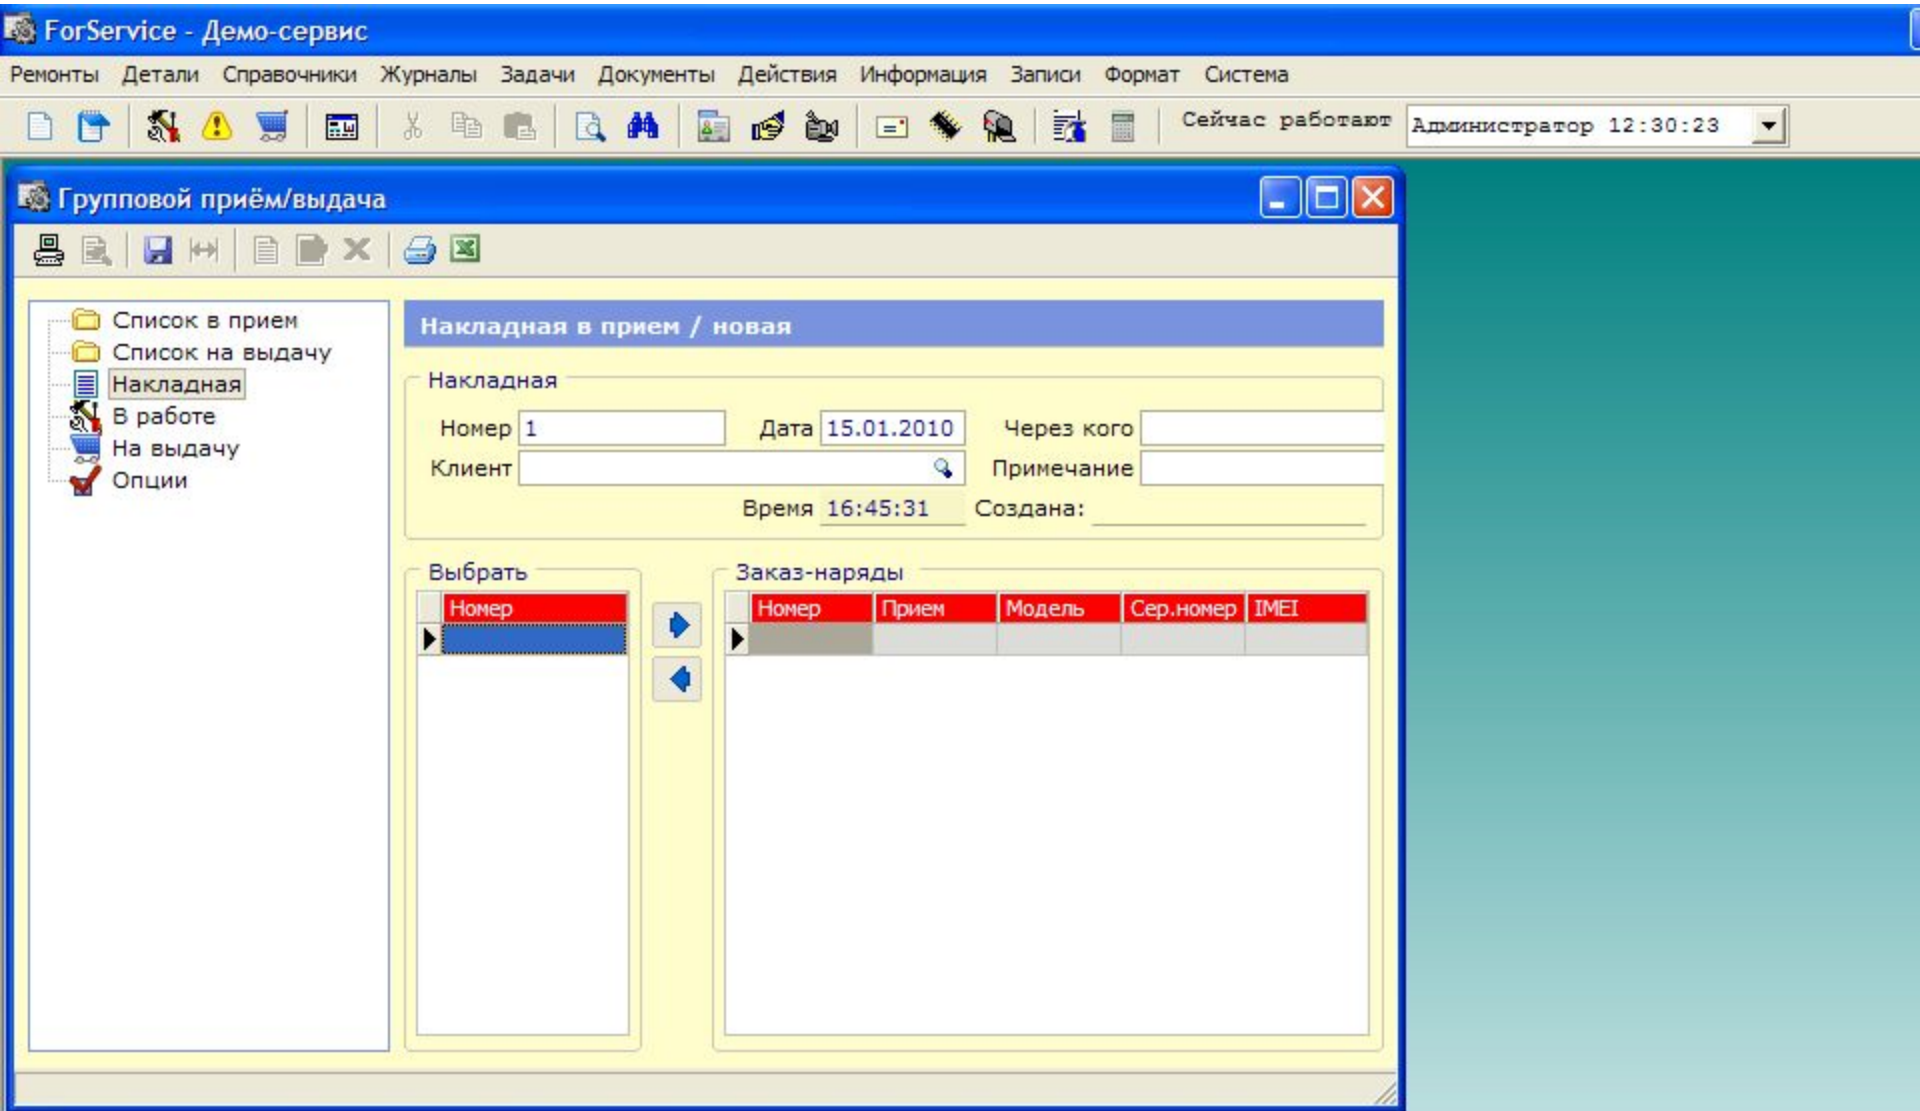 ForService - Демо-сервис
Ремонты Детали Справочники Журналы Задачи Документы Действия Информация Записи Формат Система
Сейчас работают Администратор 12:30:23
Групповой приём/выдача
Список в прием
Список на выдачу
Накладная
В работе
На выдачу
Опции
Накладная в прием / новая
Накладная
Номер 1 Дата 15.01.2010 Через кого
Клиент Примечание
Время 16:45:31 Создана:
Выбрать
Номер
Заказ-наряды
Номер Прием Модель Сер.номер IMEI